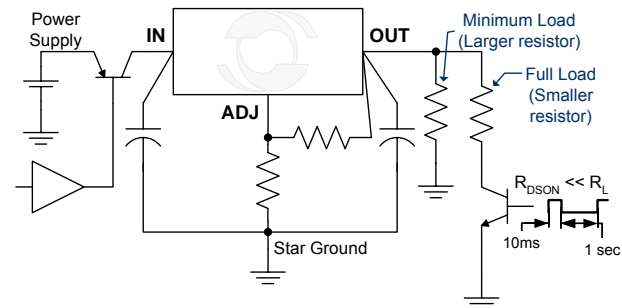 Power
Supply
IN
OUT
ADJ
Minimum Load
(Larger resistor)
Full Load
(Smaller
resistor)
R_DSON << R_L
10ms
1 sec
Star Ground